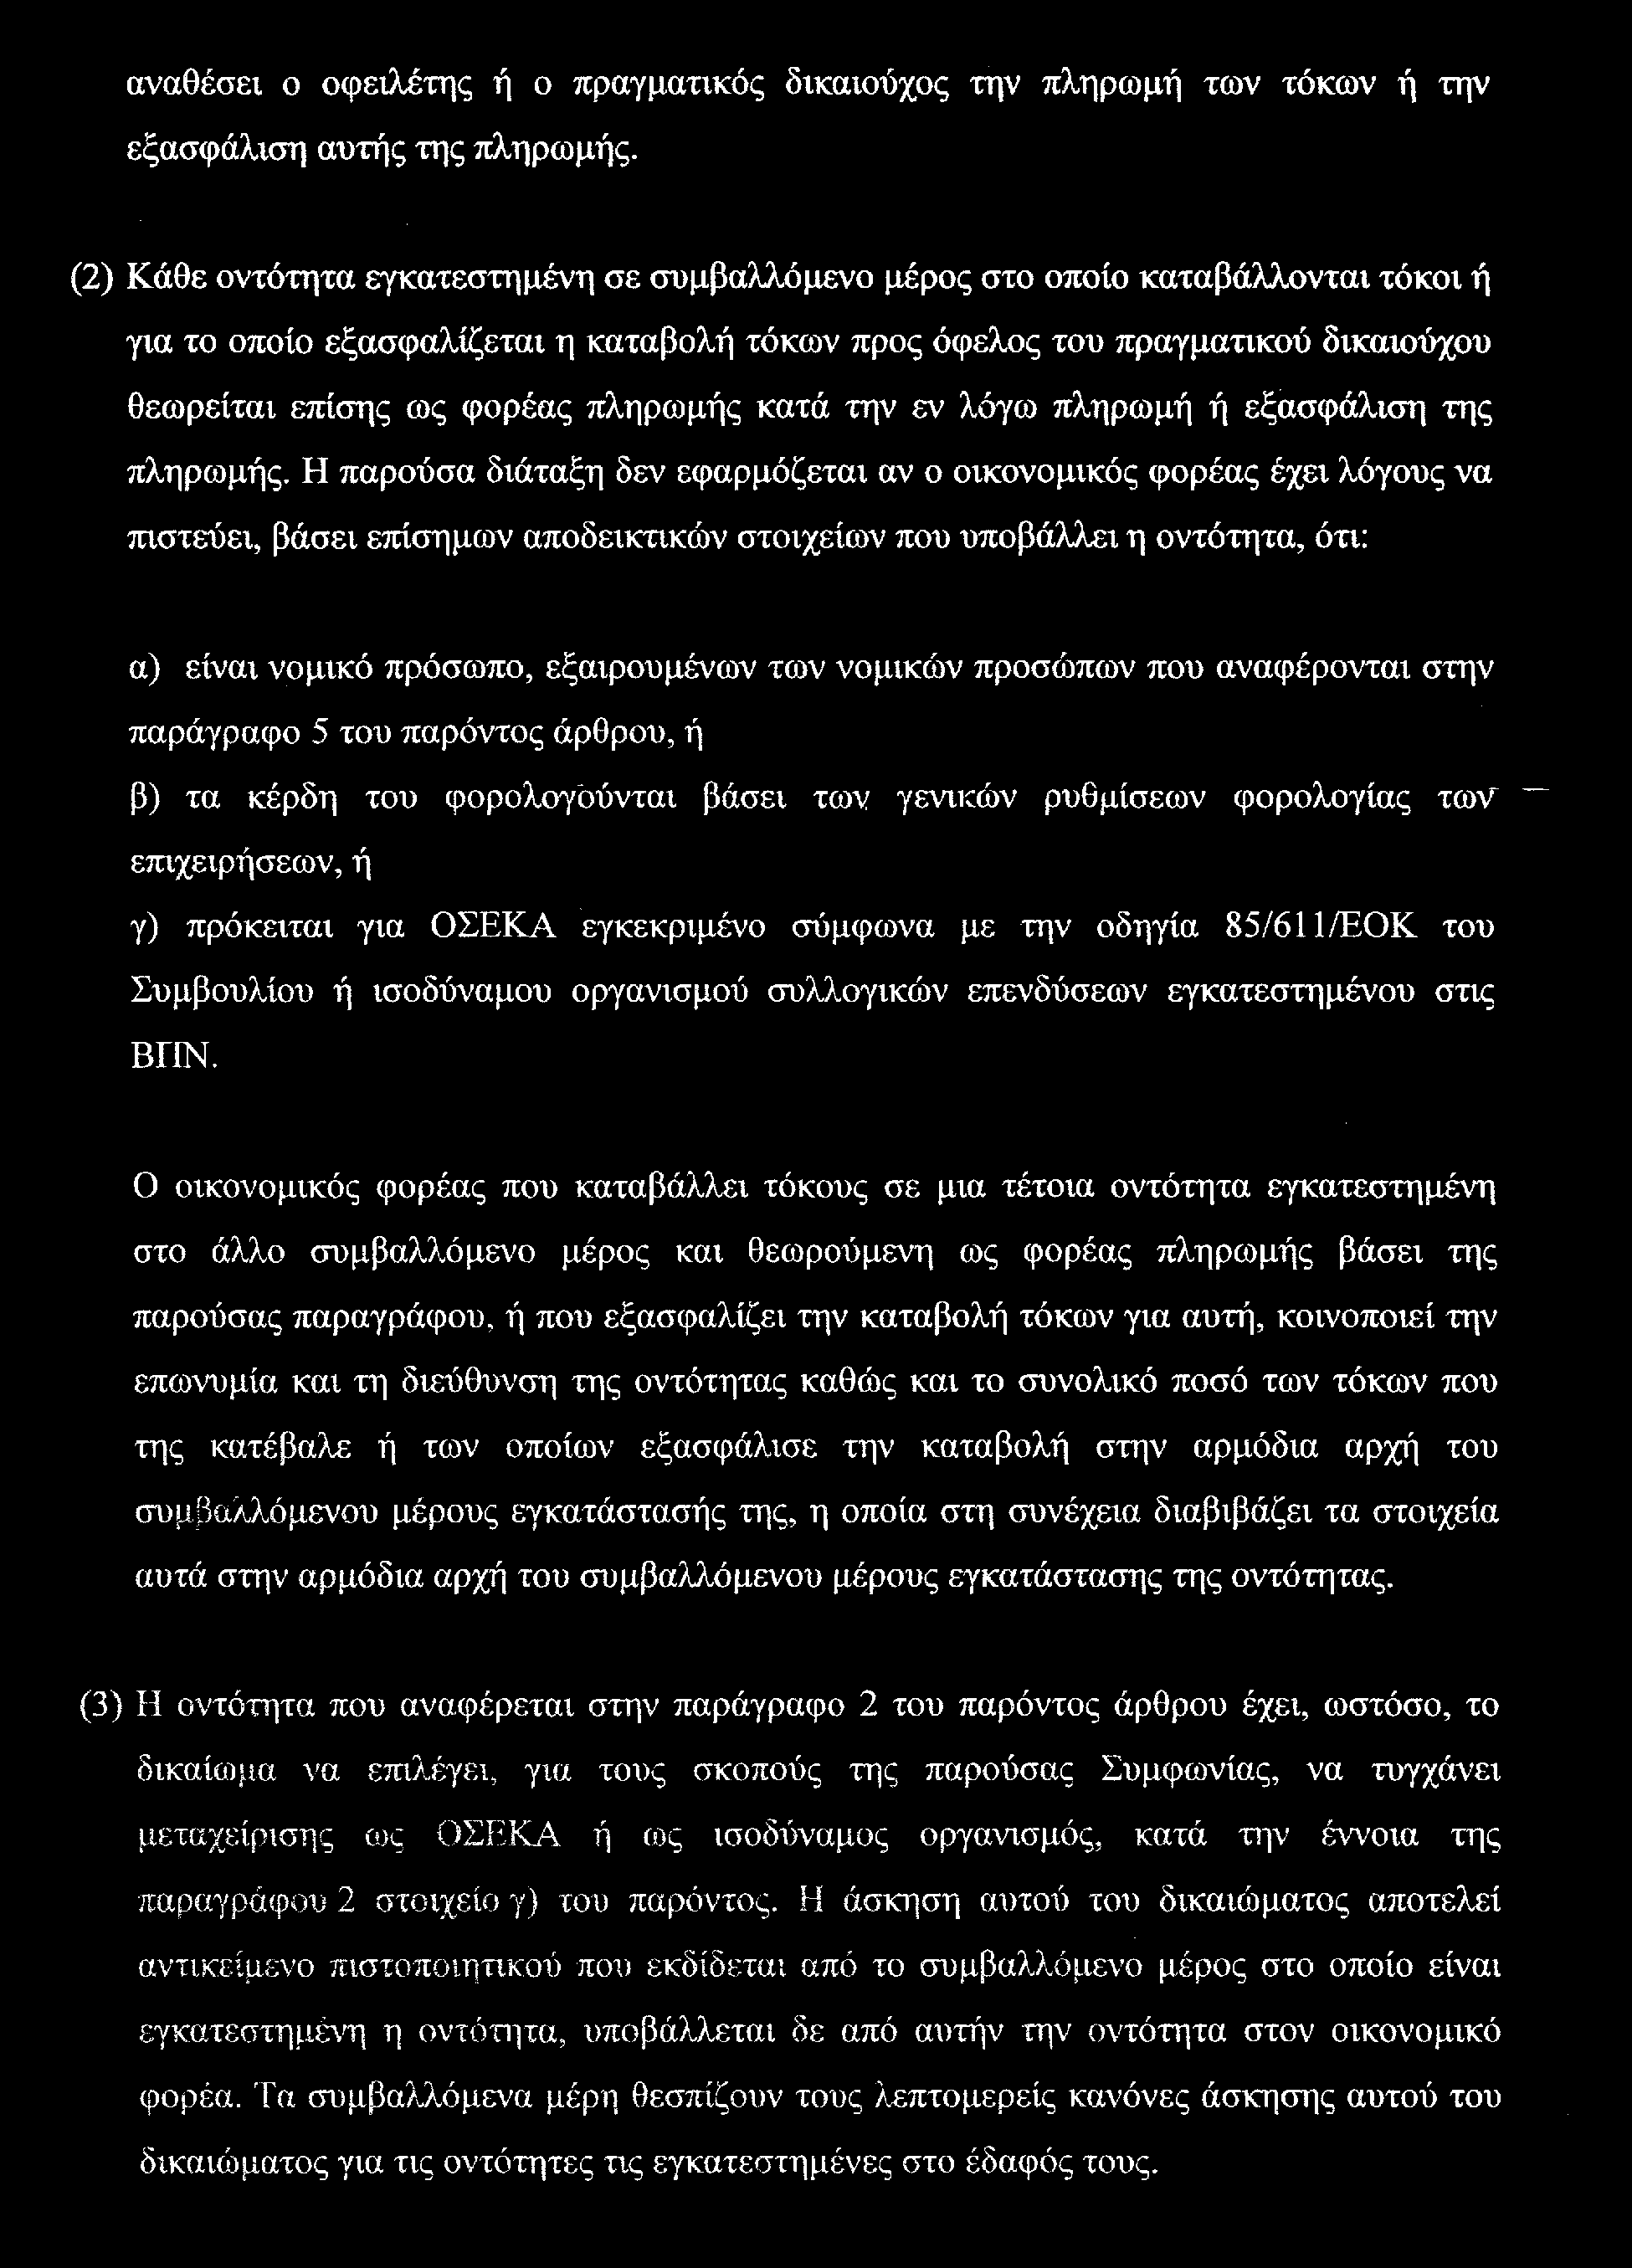 αναθέσει ο οφειλέτης ή ο πραγματικός δικαιούχος την πληρωμή των τόκων ή την
εξασφάλιση αυτής της πληρωμής.
(2) Κάθε οντότητα εγκατεστημένη σε συμβαλλόμενο μέρος στο οποίο καταβάλλονται τόκοι ή
για το οποίο εξασφαλίζεται η καταβολή τόκων προς όφελος του πραγματικού δικαιούχου
θεωρείται επίσης ως φορέας πληρωμής κατά την εν λόγω πληρωμή ή εξασφάλιση της
πληρωμής. Η παρούσα διάταξη δεν εφαρμόζεται αν ο οικονομικός φορέας έχει λόγους να
πιστεύει, βάσει επίσημων αποδεικτικών στοιχείων που υποβάλλει η οντότητα, ότι:
α) είναι νομικό πρόσωπο, εξαιρουμένων των νομικών προσώπων που αναφέρονται στην
παράγραφο 5 του παρόντος άρθρου, ή
β) τα κέρδη του φορολογούνται βάσει των γενικών ρυθμίσεων φορολογίας των
επιχειρήσεων, ή
γ) πρόκειται για ΟΣΕΚΑ εγκεκριμένο σύμφωνα με την οδηγία 85/611/ΕΟΚ του
Συμβουλίου ή ισοδύναμου οργανισμού συλλογικών επενδύσεων εγκατεστημένου στις
ΒΠΝ.
Ο οικονομικός φορέας που καταβάλλει τόκους σε μια τέτοια οντότητα εγκατεστημένη
στο άλλο συμβαλλόμενο μέρος και θεωρούμενη ως φορέας πληρωμής βάσει της
παρούσας παραγράφου, ή που εξασφαλίζει την καταβολή τόκων για αυτή, κοινοποιεί την
επωνυμία και τη διεύθυνση της οντότητας καθώς και το συνολικό ποσό των τόκων που
της κατέβαλε ή των οποίων εξασφάλισε την καταβολή στην αρμόδια αρχή του
συμβαλλόμενου μέρους εγκατάστασής της, η οποία στη συνέχεια διαβιβάζει τα στοιχεία
αυτά στην αρμόδια αρχή του συμβαλλόμενου μέρους εγκατάστασης της οντότητας.
(3) Η οντότητα που αναφέρεται στην παράγραφο 2 του παρόντος άρθρου έχει, ωστόσο, το
δικαίωμα να επιλέγει, για τους σκοπούς της παρούσας Συμφωνίας, να τυγχάνει
μεταχείρισης ως ΟΣΕΚΑ ή ως ισοδύναμος οργανισμός, κατά την έννοια της
παραγράφου 2 στοιχείο γ) του παρόντος. Η άσκηση αυτού του δικαιώματος αποτελεί
αντικείμενο πιστοποιητικού που εκδίδεται από το συμβαλλόμενο μέρος στο οποίο είναι
εγκατεστημένη η οντότητα, υποβάλλεται δε από αυτήν την οντότητα στον οικονομικό
φορέα. Τα συμβαλλόμενα μέρη θεσπίζουν τους λεπτομερείς κανόνες άσκησης αυτού του
δικαιώματος για τις οντότητες τις εγκατεστημένες στο έδαφός τους.